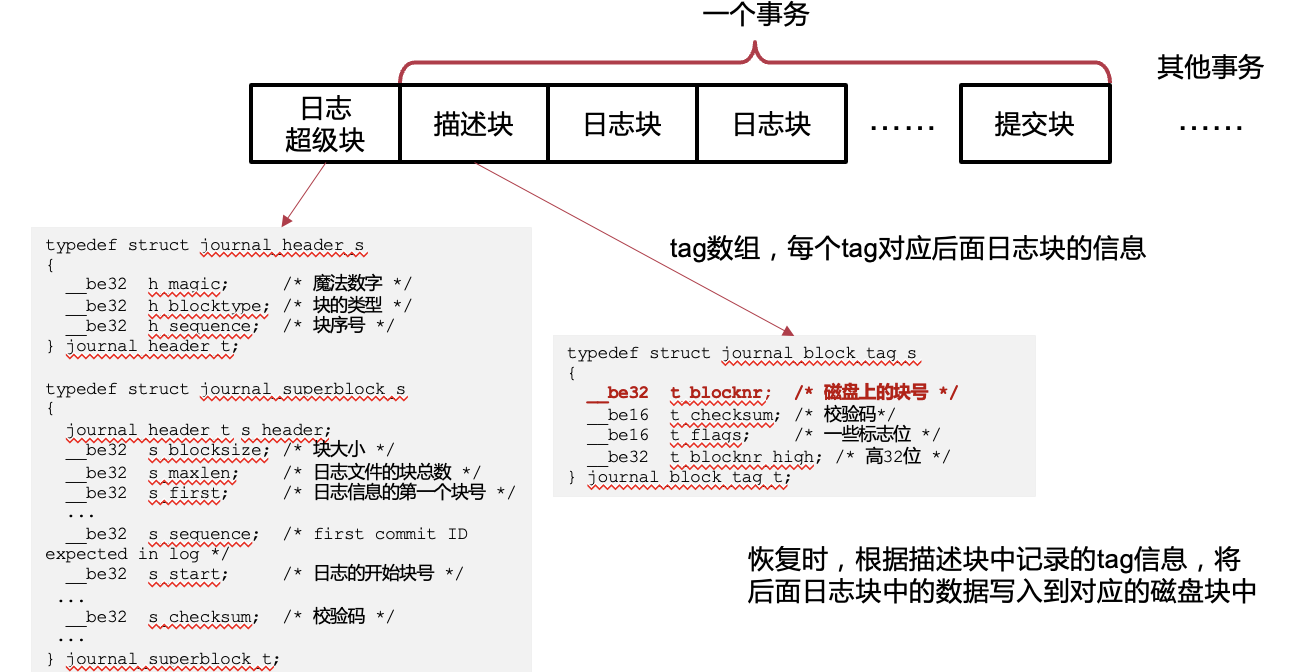 一个事务
其他事务
日志
超级块
描述块
日志块
日志块
······
提交块
······
typedef struct journal_header_s
{
__be32 h_magic; /* 魔法数字 */
__be32 h_blocktype; /* 块的类型 */
__be32 h_sequence; /* 块序号 */
} journal_header_t;
typedef struct journal_superblock_s
{
journal_header_t s_header;
__be32 s_blocksize; /* 块大小 */
__be32 s_maxlen; /* 日志文件的块总数 */
__be32 s_first; /* 日志信息的第一个块号 */
...
__be32 s_sequence; /* first commit ID
expected in log */
__be32 s_start; /* 日志的开始块号 */
...
__be32 s_checksum; /* 校验码 */
...
} journal_superblock_t;
tag数组，每个tag对应后面日志块的信息
typedef struct journal_block_tag_s
{
__be32 t_blocknr; /* 磁盘上的块号 */
__be16 t_checksum; /* 校验码*/
__be16 t_flags; /* 一些标志位 */
__be32 t_blocknr_high; /* 高32位 */
} journal_block_tag_t;
恢复时，根据描述块中记录的tag信息，将
后面日志块中的数据写入到对应的磁盘块中